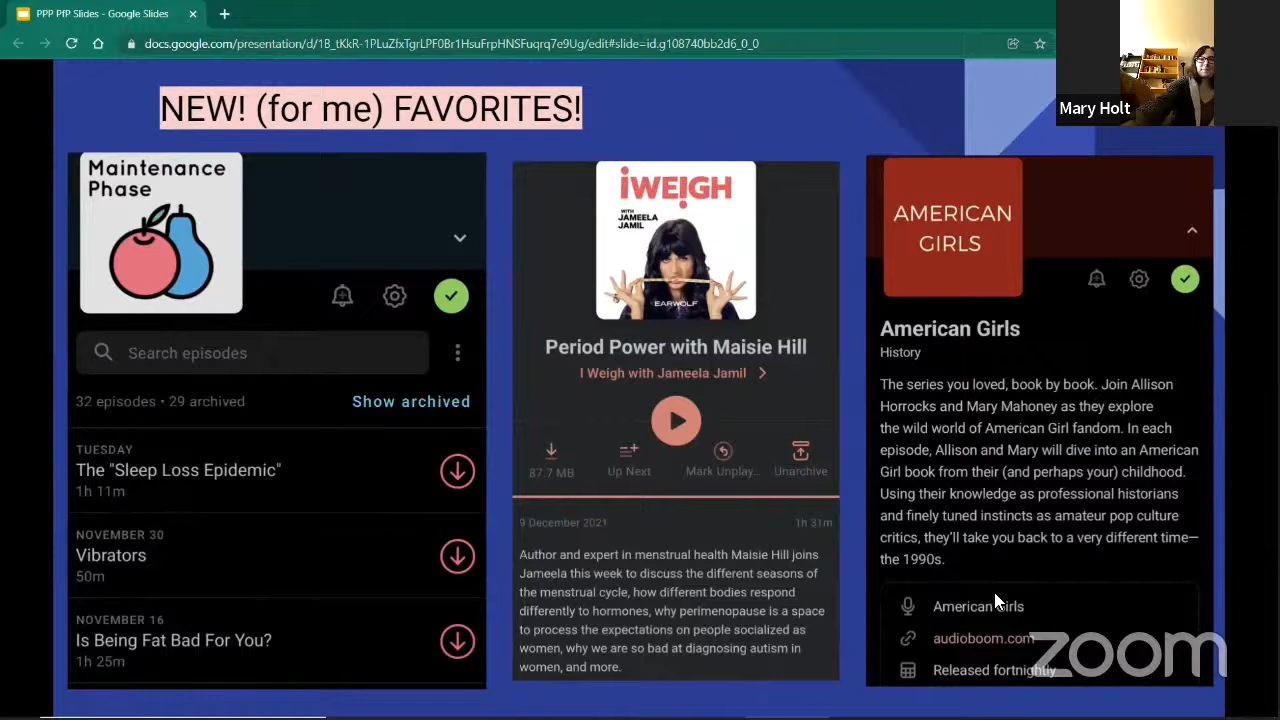 PPP PfP Slides - Google Slides
docs.google.com/presentation/d/1B_tKkR-1PLuZfxTgrLPF0Br1HsuFrpHNSFuqrq7e9Ug/edit#slide=id.g108740bb2d6_0_0
Mary Holt
NEW! (for me) FAVORITES!
Maintenance
Phase
Search episodes
32 episodes • 29 archived
Show archived
TUESDAY
The "Sleep Loss Epidemic"
1h 11m
NOVEMBER 30
Vibrators
50m
NOVEMBER 16
Is Being Fat Bad For You?
1h 25m
iWEIGH
WITH
JAMEELA
JAMIL
EARWOLF
Period Power with Maisie Hill
I Weigh with Jameela Jamil
87.7 MB
Up Next
Mark Unplay...
Unarchive
9 December 2021
1h 31m
Author and expert in menstrual health Maisie Hill joins
Jameela this week to discuss the different seasons of
the menstrual cycle, how different bodies respond
differently to hormones, why perimenopause is a space
to process the expectations on people socialized as
women, why we are so bad at diagnosing autism in
women, and more.
AMERICAN
GIRLS
American Girls
History
The series you loved, book by book. Join Allison
Horrocks and Mary Mahoney as they explore
the wild world of American Girl fandom. In each
episode, Allison and Mary will dive into an American
Girl book from their (and perhaps your) childhood.
Using their knowledge as professional historians
and finely tuned instincts as amateur pop culture
critics, they'll take you back to a very different time—
the 1990s.
American Girls
audioboom.com
Released fortnightly
zoom